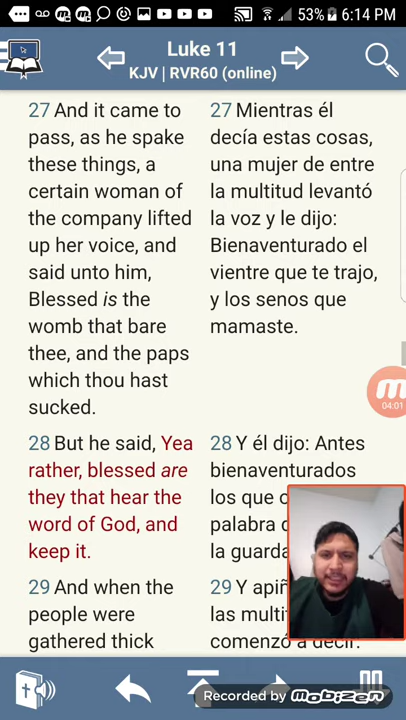 53% 6:14 PM
Luke 11
KJV | RVR60 (online)
27 And it came to
pass, as he spake
these things, a
certain woman of
the company lifted
up her voice, and
said unto him,
Blessed is the
womb that bare
thee, and the paps
which thou hast
sucked.
28 But he said, Yea
rather, blessed are
they that hear the
word of God, and
keep it.
29 And when the
people were
gathered thick
27 Mientras él
decía estas cosas,
una mujer de entre
la multitud levantó
la voz y le dijo:
Bienaventurado el
vientre que te trajo,
y los senos que
mamaste.
28 Y él dijo: Antes
bienaventurados
los que
palabra
la guarda
29 Y
las
comenzó a decir:
04:01
Recorded by mobizen